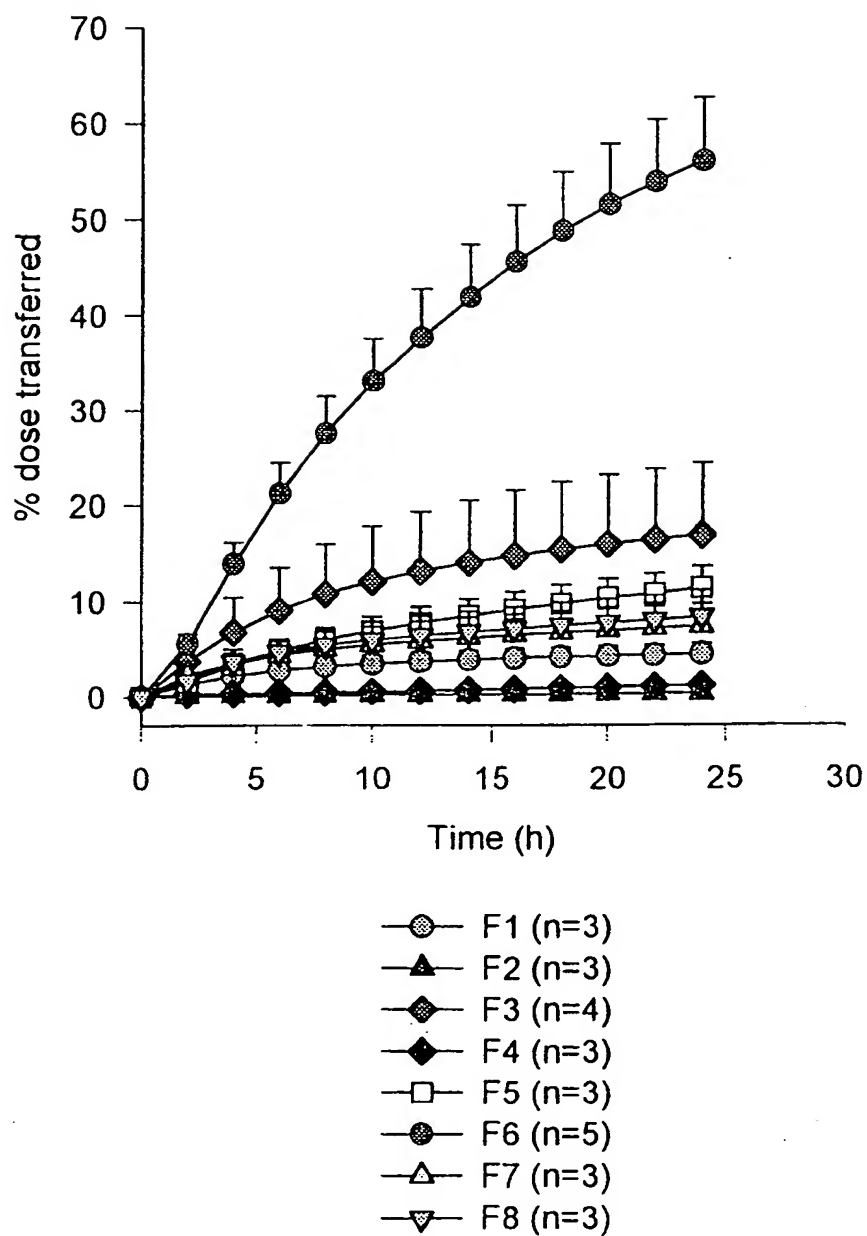 70
60
50
40
30
20
10
0
% dose transferred
0 5 10 15 20 25 30
Time (h)
F1 (n=3)
F2 (n=3)
F3 (n=4)
F4 (n=3)
F5 (n=3)
F6 (n=5)
F7 (n=3)
F8 (n=3)